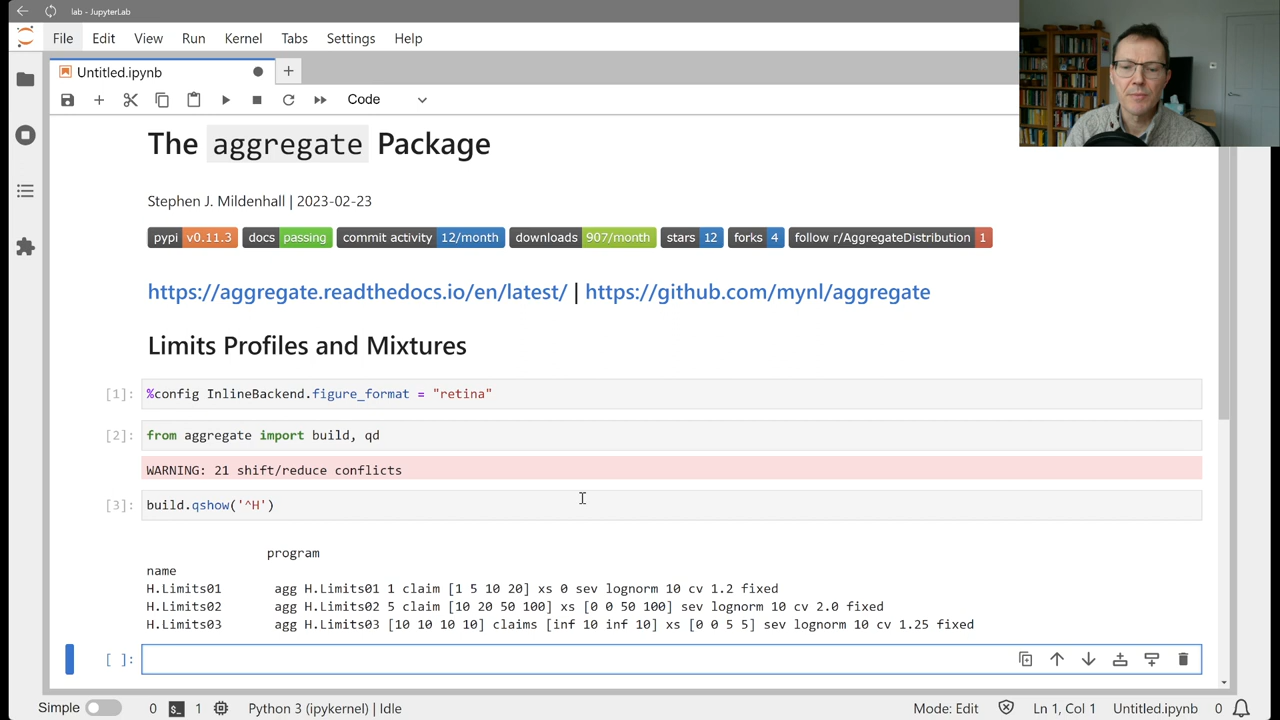 lab - JupyterLab
File Edit View Run Kernel Tabs Settings Help
Untitled.ipynb
Code
The aggregate Package
Stephen J. Mildenhall | 2023-02-23
pypi v0.11.3 docs passing commit activity 12/month downloads 907/month stars 12 forks 4 follow r/AggregateDistribution 1
https://aggregate.readthedocs.io/en/latest/ | https://github.com/mynl/aggregate
Limits Profiles and Mixtures
[1]: %config InlineBackend.figure_format = "retina"
[2]: from aggregate import build, qd
WARNING: 21 shift/reduce conflicts
[3]: build.qshow('^H')
program
name
H.Limits01 agg H.Limits01 1 claim [1 5 10 20] xs 0 sev lognorm 10 cv 1.2 fixed
H.Limits02 agg H.Limits02 5 claim [10 20 50 100] xs [0 0 50 100] sev lognorm 10 cv 2.0 fixed
H.Limits03 agg H.Limits03 [10 10 10 10] claims [inf 10 inf 10] xs [0 0 5 5] sev lognorm 10 cv 1.25 fixed
[ ]:
Simple 0 1 Python 3 (ipykernel) | Idle Mode: Edit Ln 1, Col 1 Untitled.ipynb 0